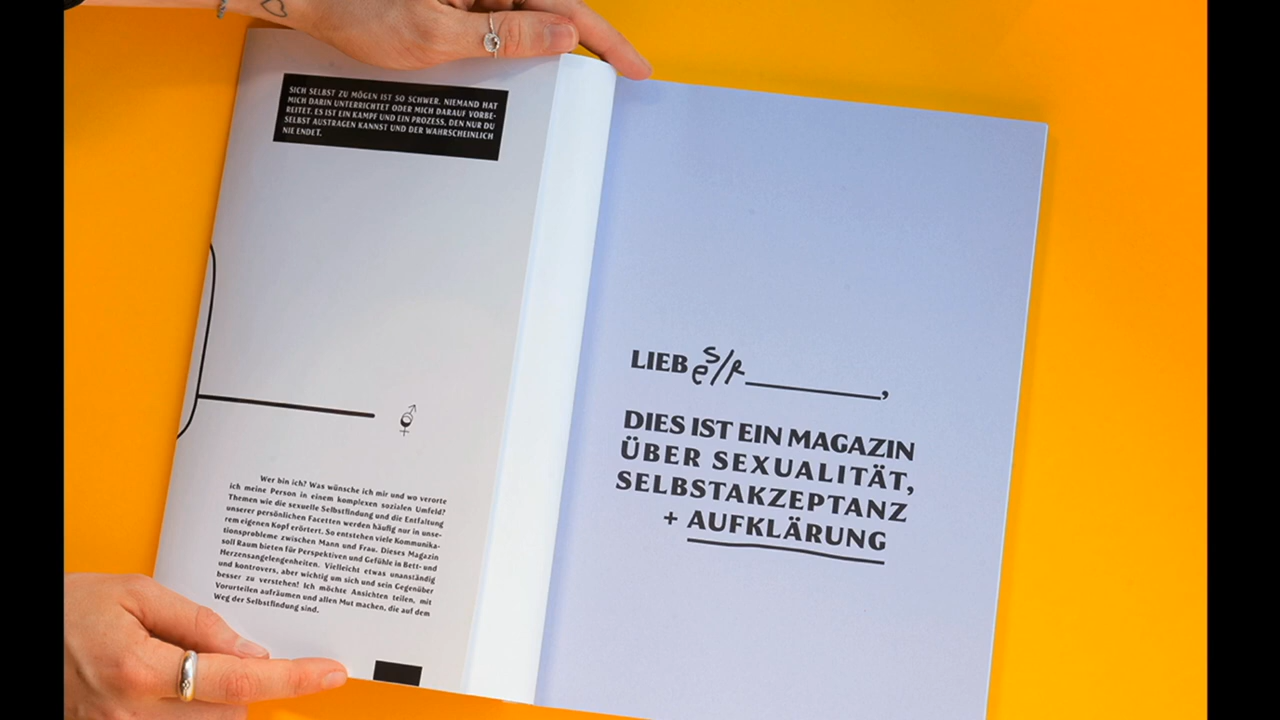 SICH SELBST ZU MÖGEN IST SO SCHWER. NIEMAND HAT
MICH DARIN UNTERRICHTET ODER MICH DARAUF VORBE-
REITET. ES IST EIN KAMPF UND EIN PROZESS, DEN NUR DU
SELBST AUSTRAGEN KANNST UND DER WAHRSCHEINLICH
NIE ENDET.
Wer bin ich? Was wünsche ich mir und wo verorte
ich meine Person in einem komplexen sozialen Umfeld?
Themen wie die sexuelle Selbstfindung und die Entfaltung
unserer persönlichen Facetten werden häufig nur in unse-
rem eigenen Kopf erörtert. So entstehen viele Kommunika-
tionsprobleme zwischen Mann und Frau. Dieses Magazin
soll Raum bieten für Perspektiven und Gefühle in Bett- und
Herzensangelengenheiten. Vielleicht etwas unanständig
und kontrovers, aber wichtig um sich und sein Gegenüber
besser zu verstehen! Ich möchte Ansichten teilen, mit
Vorurteilen aufräumen und allen Mut machen, die auf dem
Weg der Selbstfindung sind.
LIEB es/r __________,
DIES IST EIN MAGAZIN
ÜBER SEXUALITÄT,
SELBSTAKZEPTANZ
+ AUFKLÄRUNG